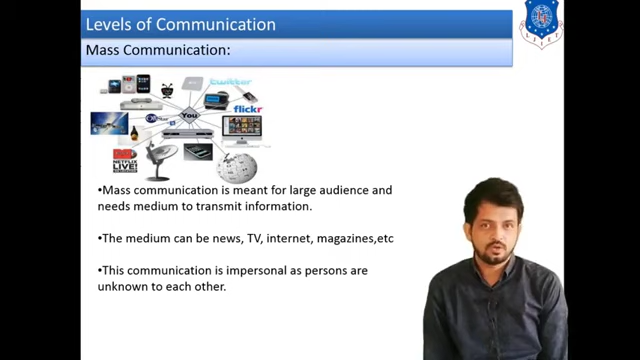 Levels of Communication
Mass Communication:
twitter
You
flickr
NETFLIX
LIVE!
•Mass communication is meant for large audience and
needs medium to transmit information.
•The medium can be news, TV, internet, magazines,etc
•This communication is impersonal as persons are
unknown to each other.